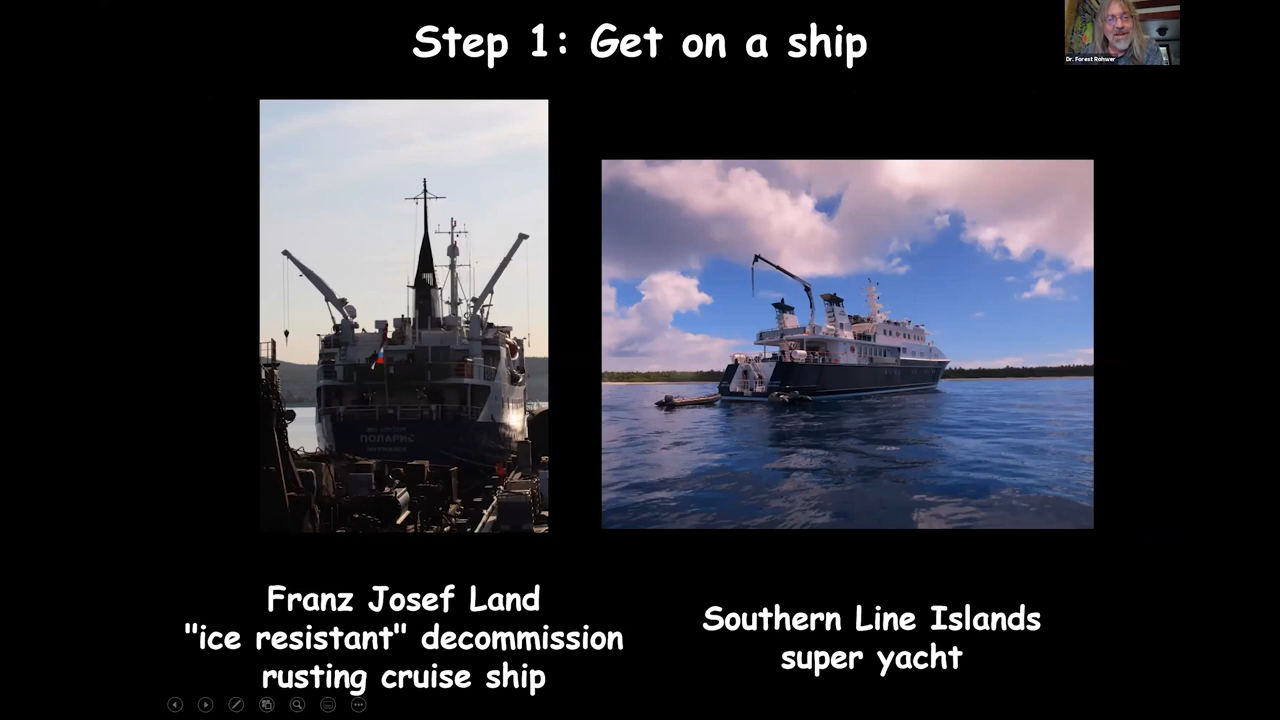 Step 1: Get on a ship
Dr. Forest Rohwer
ПОЛАРИС
Franz Josef Land
"ice resistant" decommission
rusting cruise ship
Southern Line Islands
super yacht